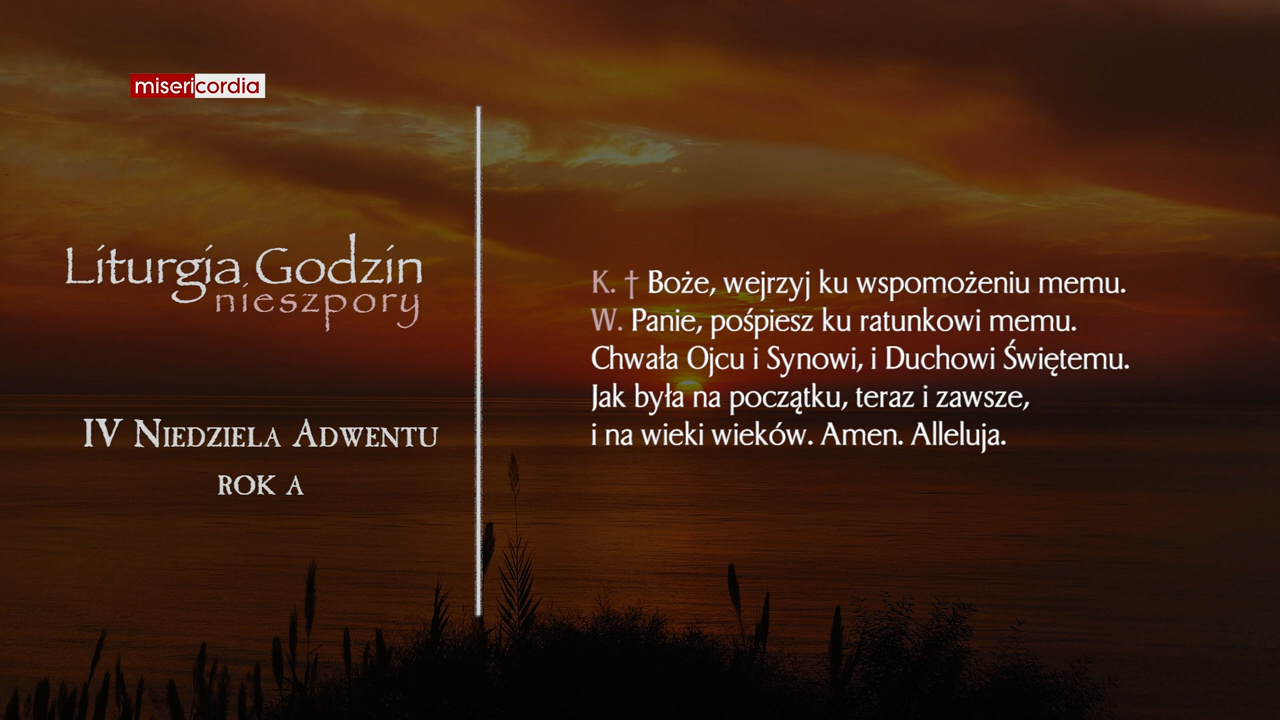 misericordia
Liturgia Godzin
nieszpory
IV Niedziela Adwentu
rok A
K. † Boże, wejrzyj ku wspomożeniu memu.
W. Panie, pośpiesz ku ratunkowi memu.
Chwała Ojcu i Synowi, i Duchowi Świętemu.
Jak była na początku, teraz i zawsze,
i na wieki wieków. Amen. Alleluja.